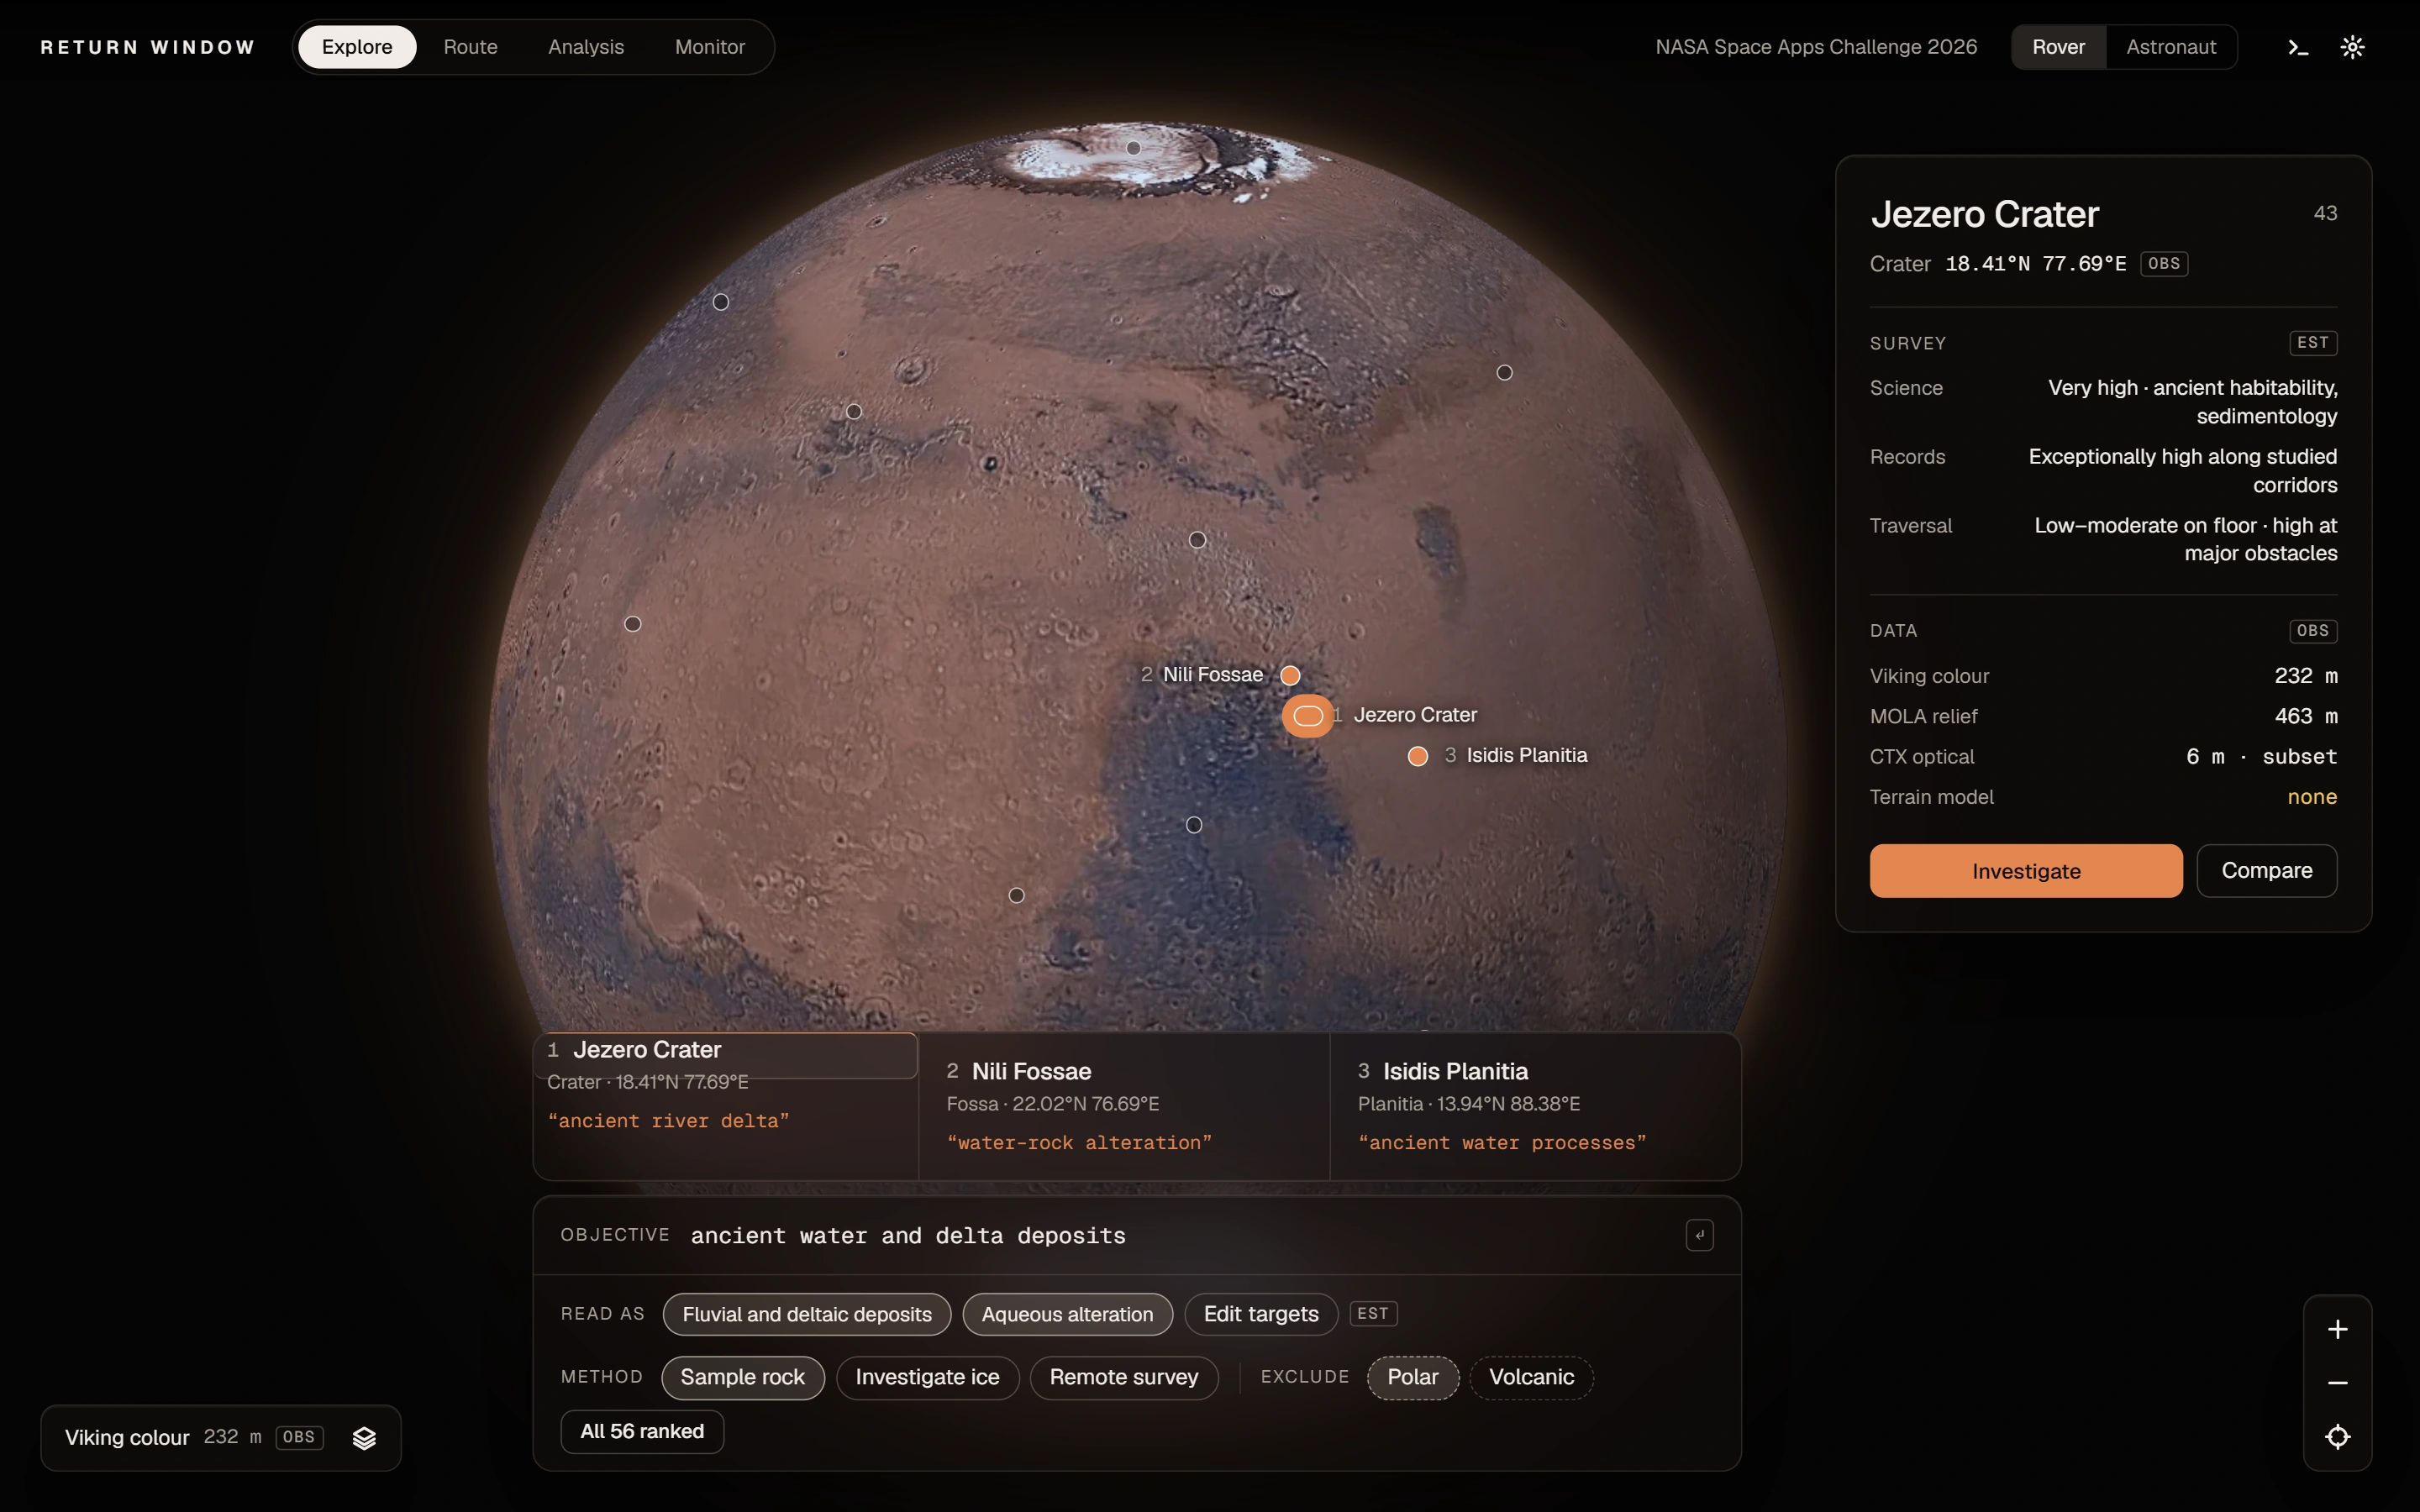 RETURN WINDOW
Explore
Route
Analysis
Monitor
NASA Space Apps Challenge 2026
Rover
Astronaut
Jezero Crater
43
Crater 18.41°N 77.69°E OBS
SURVEY EST
Science Very high · ancient habitability,
sedimentology
Records Exceptionally high along studied
corridors
Traversal Low–moderate on floor · high at
major obstacles
DATA OBS
Viking colour 232 m
MOLA relief 463 m
CTX optical 6 m · subset
Terrain model none
Investigate
Compare
2 Nili Fossae
1 Jezero Crater
3 Isidis Planitia
1 Jezero Crater
Crater · 18.41°N 77.69°E
“ancient river delta”
2 Nili Fossae
Fossa · 22.02°N 76.69°E
“water-rock alteration”
3 Isidis Planitia
Planitia · 13.94°N 88.38°E
“ancient water processes”
OBJECTIVE ancient water and delta deposits
READ AS Fluvial and deltaic deposits Aqueous alteration Edit targets EST
METHOD Sample rock Investigate ice Remote survey EXCLUDE Polar Volcanic
All 56 ranked
Viking colour 232 m OBS